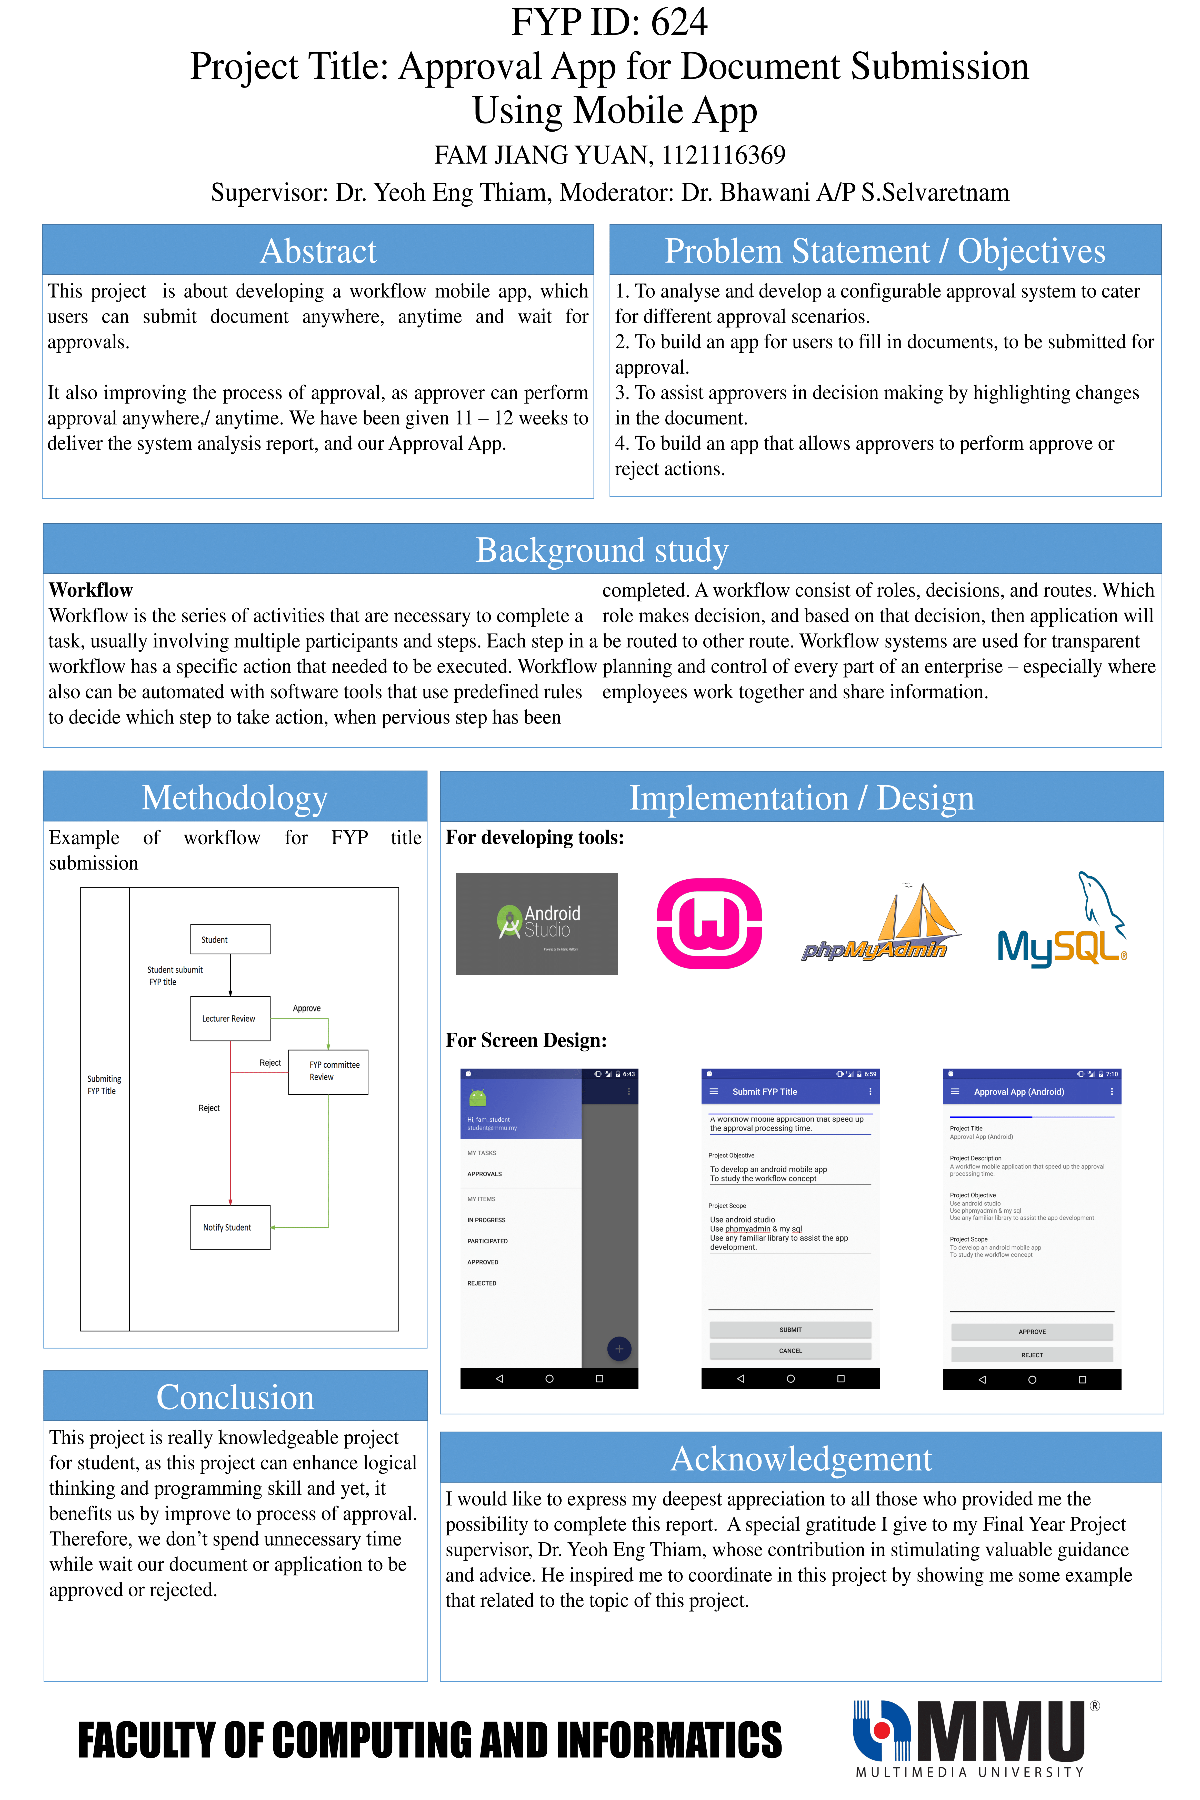 FYP ID: 624
Project Title: Approval App for Document Submission
Using Mobile App
FAM JIANG YUAN, 1121116369
Supervisor: Dr. Yeoh Eng Thiam, Moderator: Dr. Bhawani A/P S.Selvaretnam
Abstract
This project is about developing a workflow mobile app, which
users can submit document anywhere, anytime and wait for
approvals.
It also improving the process of approval, as approver can perform
approval anywhere,/ anytime. We have been given 11 – 12 weeks to
deliver the system analysis report, and our Approval App.
Problem Statement / Objectives
1. To analyse and develop a configurable approval system to cater
for different approval scenarios.
2. To build an app for users to fill in documents, to be submitted for
approval.
3. To assist approvers in decision making by highlighting changes
in the document.
4. To build an app that allows approvers to perform approve or
reject actions.
Background study
Workflow
Workflow is the series of activities that are necessary to complete a
task, usually involving multiple participants and steps. Each step in a
workflow has a specific action that needed to be executed. Workflow
also can be automated with software tools that use predefined rules
to decide which step to take action, when pervious step has been
completed. A workflow consist of roles, decisions, and routes. Which
role makes decision, and based on that decision, then application will
be routed to other route. Workflow systems are used for transparent
planning and control of every part of an enterprise – especially where
employees work together and share information.
Methodology
Example of workflow for FYP title
submission
Student
Student subumit
FYP title
Lecturer Review
Approve
Reject
FYP committee
Review
Submiting
FYP Title
Reject
Notify Student
Implementation / Design
For developing tools:
Android
Studio
W
phpMyAdmin
MySQL®
For Screen Design:
6:43
Hi, fam. student
student@mmu.my
MY TASKS
APPROVALS
MY ITEMS
IN PROGRESS
PARTICIPATED
APPROVED
REJECTED
6:59
Submit FYP Title
A workflow mobile application that speed up
the approval processing time.
Project Objective
To develop an android mobile app
To study the workflow concept
Project Scope
Use android studio
Use phpmyadmin & my sql
Use any familiar library to assist the app
development.
SUBMIT
CANCEL
7:10
Approval App (Android)
Project Title
Approval App (Android)
Project Description
A workflow mobile application that speed up the approval
processing time.
Project Objective
Use android studio
Use phpmyadmin & my sql
Use any familiar library to assist the app development
Project Scope
To develop an android mobile app
To study the workflow concept
APPROVE
REJECT
Conclusion
This project is really knowledgeable project
for student, as this project can enhance logical
thinking and programming skill and yet, it
benefits us by improve to process of approval.
Therefore, we don’t spend unnecessary time
while wait our document or application to be
approved or rejected.
Acknowledgement
I would like to express my deepest appreciation to all those who provided me the
possibility to complete this report. A special gratitude I give to my Final Year Project
supervisor, Dr. Yeoh Eng Thiam, whose contribution in stimulating valuable guidance
and advice. He inspired me to coordinate in this project by showing me some example
that related to the topic of this project.
FACULTY OF COMPUTING AND INFORMATICS
MMU®
MULTIMEDIA UNIVERSITY